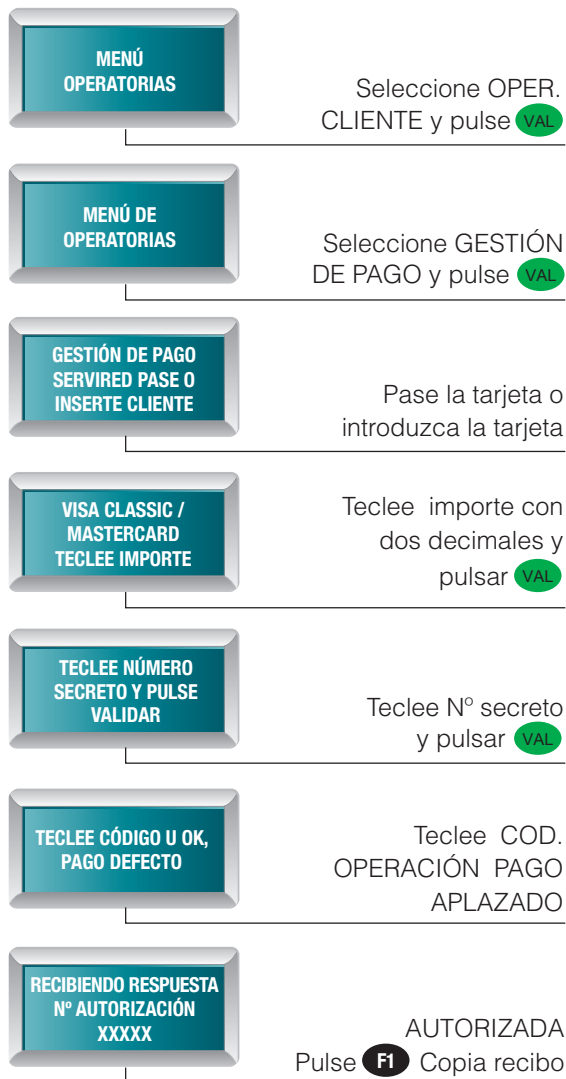 MENÚ
OPERATORIAS
Seleccione OPER.
CLIENTE y pulse VAL
MENÚ DE
OPERATORIAS
Seleccione GESTIÓN
DE PAGO y pulse VAL
GESTIÓN DE PAGO
SERVIRED PASE O
INSERTE CLIENTE
Pase la tarjeta o
introduzca la tarjeta
VISA CLASSIC /
MASTERCARD
TECLEE IMPORTE
Teclee importe con
dos decimales y
pulsar VAL
TECLEE NÚMERO
SECRETO Y PULSE
VALIDAR
Teclee Nº secreto
y pulsar VAL
TECLEE CÓDIGO U OK,
PAGO DEFECTO
Teclee COD.
OPERACIÓN PAGO
APLAZADO
RECIBIENDO RESPUESTA
Nº AUTORIZACIÓN
XXXXX
AUTORIZADA
Pulse F1 Copia recibo